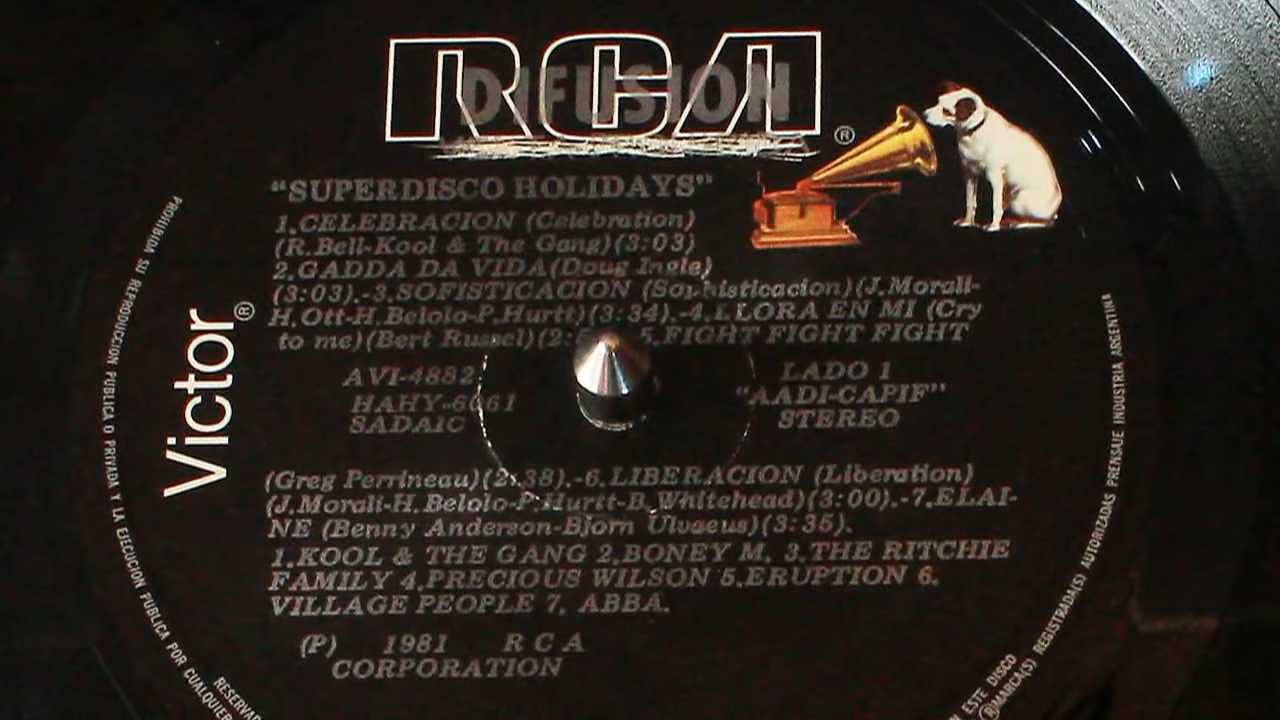 RCA
DIFUSION
®
"SUPERDISCO HOLIDAYS"
1.CELEBRACION (Celebration)
(R.Bell-Kool & The Gang)(3:03)
2.GADDA DA VIDA(Doug Ingle)
(3:03).-3.SOFISTICACION (Sophisticacion)(J.Morali-
H.Ott-H.Belolo-P.Hurtt)(3:34).-4.LLORA EN MI (Cry
to me)(Bert Russel)(2: 5.FIGHT FIGHT FIGHT
AVI-4852
HAHY-6061
SADAIC
LADO 1
"AADI-CAPIF"
STEREO
(Greg Perrineau)(2:38).-6.LIBERACION (Liberation)
(J.Morali-H.Belolo-P.Hurtt-B.Whitehead)(3:00).-7.ELAI-
NE (Benny Anderson-Bjorn Ulvaeus)(3:35).
1.KOOL & THE GANG 2.BONEY M. 3.THE RITCHIE
FAMILY 4.PRECIOUS WILSON 5.ERUPTION 6.
VILLAGE PEOPLE 7. ABBA.
(P) 1981 R C A
CORPORATION
Victor®
PROHIBIDA SU REPRODUCCION PUBLICA O PRIVADA Y LA EJECUCION PUBLICA POR CUALQUIER
RESERVAD
EN ESTE DISCO
(R)MARCA(S) REGISTRADA(S) AUTORIZADAS PRENSAJE INDUSTRIA ARGENTINA